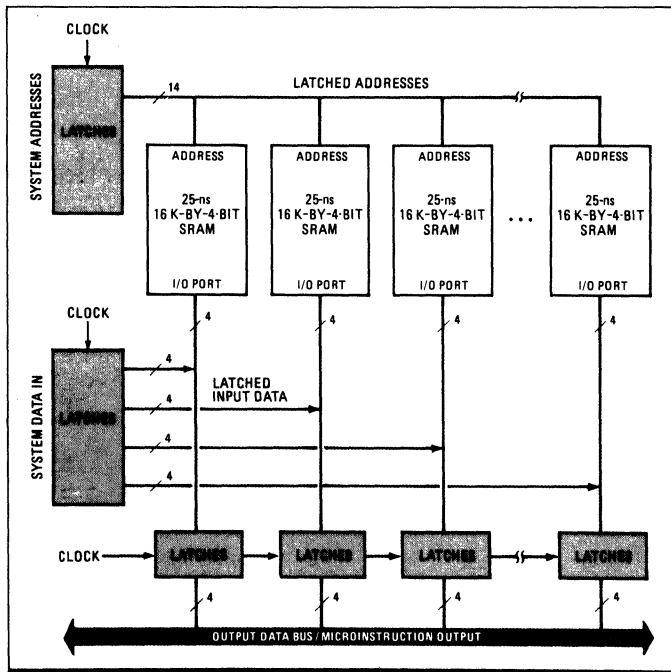 CLOCK
SYSTEM ADDRESSES
LATCHES
14
LATCHED ADDRESSES
ADDRESS
25-ns
16 K-BY-4-BIT
SRAM
I/O PORT
ADDRESS
25-ns
16 K-BY-4-BIT
SRAM
I/O PORT
ADDRESS
25-ns
16 K-BY-4-BIT
SRAM
I/O PORT
...
ADDRESS
25-ns
16 K-BY-4-BIT
SRAM
I/O PORT
4
4
4
4
CLOCK
SYSTEM DATA IN
LATCHES
4
4
4
4
LATCHED
INPUT DATA
CLOCK
LATCHES
LATCHES
LATCHES
LATCHES
4
4
4
4
OUTPUT DATA BUS/MICROINSTRUCTION OUTPUT